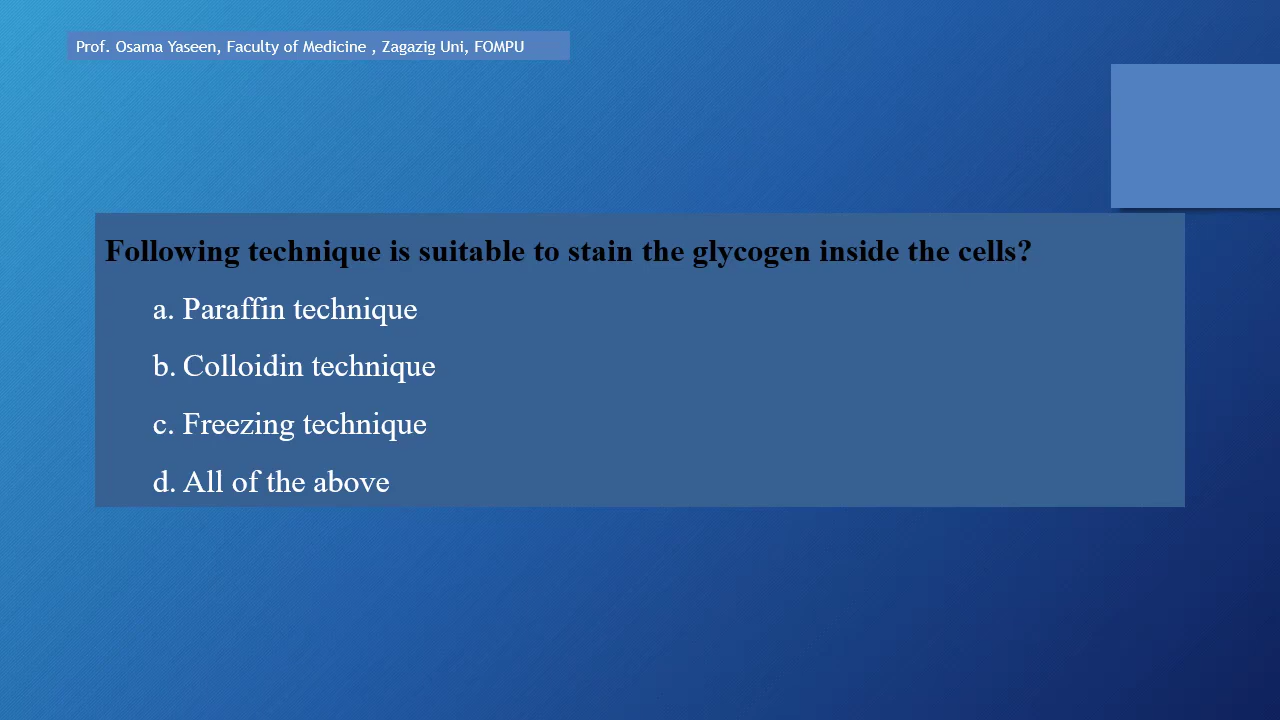 Prof. Osama Yaseen, Faculty of Medicine , Zagazig Uni, FOMPU
Following technique is suitable to stain the glycogen inside the cells?
a. Paraffin technique
b. Colloidin technique
c. Freezing technique
d. All of the above